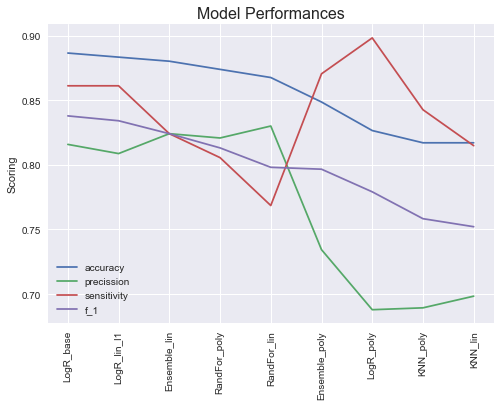 Model Performances
Scoring
0.90
0.85
0.80
0.75
0.70
accuracy
precission
sensitivity
f_1
LogR_base
LogR_lin_l1
Ensemble_lin
RandFor_poly
RandFor_lin
Ensemble_poly
LogR_poly
KNN_poly
KNN_lin